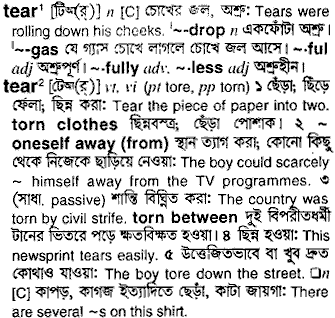 tear¹ [টিঅ(র্)] n [C] চোখের জল, অশ্রু: Tears were
rolling down his cheeks. ¹~-drop n একফোঁটা অশ্রু।
¹~-gas যে গ্যাস চোখে লাগলে চোখে জল আসে। ~-ful
adj অশ্রুপূর্ণ। ~-fully adv. ~-less adj অশ্রুহীন।
tear² [টেঅ(র্)] vt. vi (pt tore, pp torn) ১ ছেঁড়া; ছিঁড়ে
ফেলা; ছিন্ন করা: Tear the piece of paper into two.
torn clothes ছিন্নবস্ত্র; ছেঁড়া পোশাক। ২ ~
oneself away (from) স্থান ত্যাগ করা; কোনো কিছু
থেকে নিজেকে ছাড়িয়ে নেওয়া: The boy could scarcely
~ himself away from the TV programmes. ৩
(সাধা. passive) শান্তি বিঘ্নিত করা: The country was
torn by civil strife. torn between দুই বিপরীতধর্মী
টানের ভিতরে পড়ে ক্ষতবিক্ষত হওয়া। ৪ ছিন্ন হওয়া: This
newsprint tears easily. ৫ উত্তেজিতভাবে বা খুব দ্রুত
কোথাও যাওয়া: The boy tore down the street. □n
[C] কাপড়, কাগজ ইত্যাদিতে ছেঁড়া, কাটা জায়গা: There
are several ~s on this shirt.